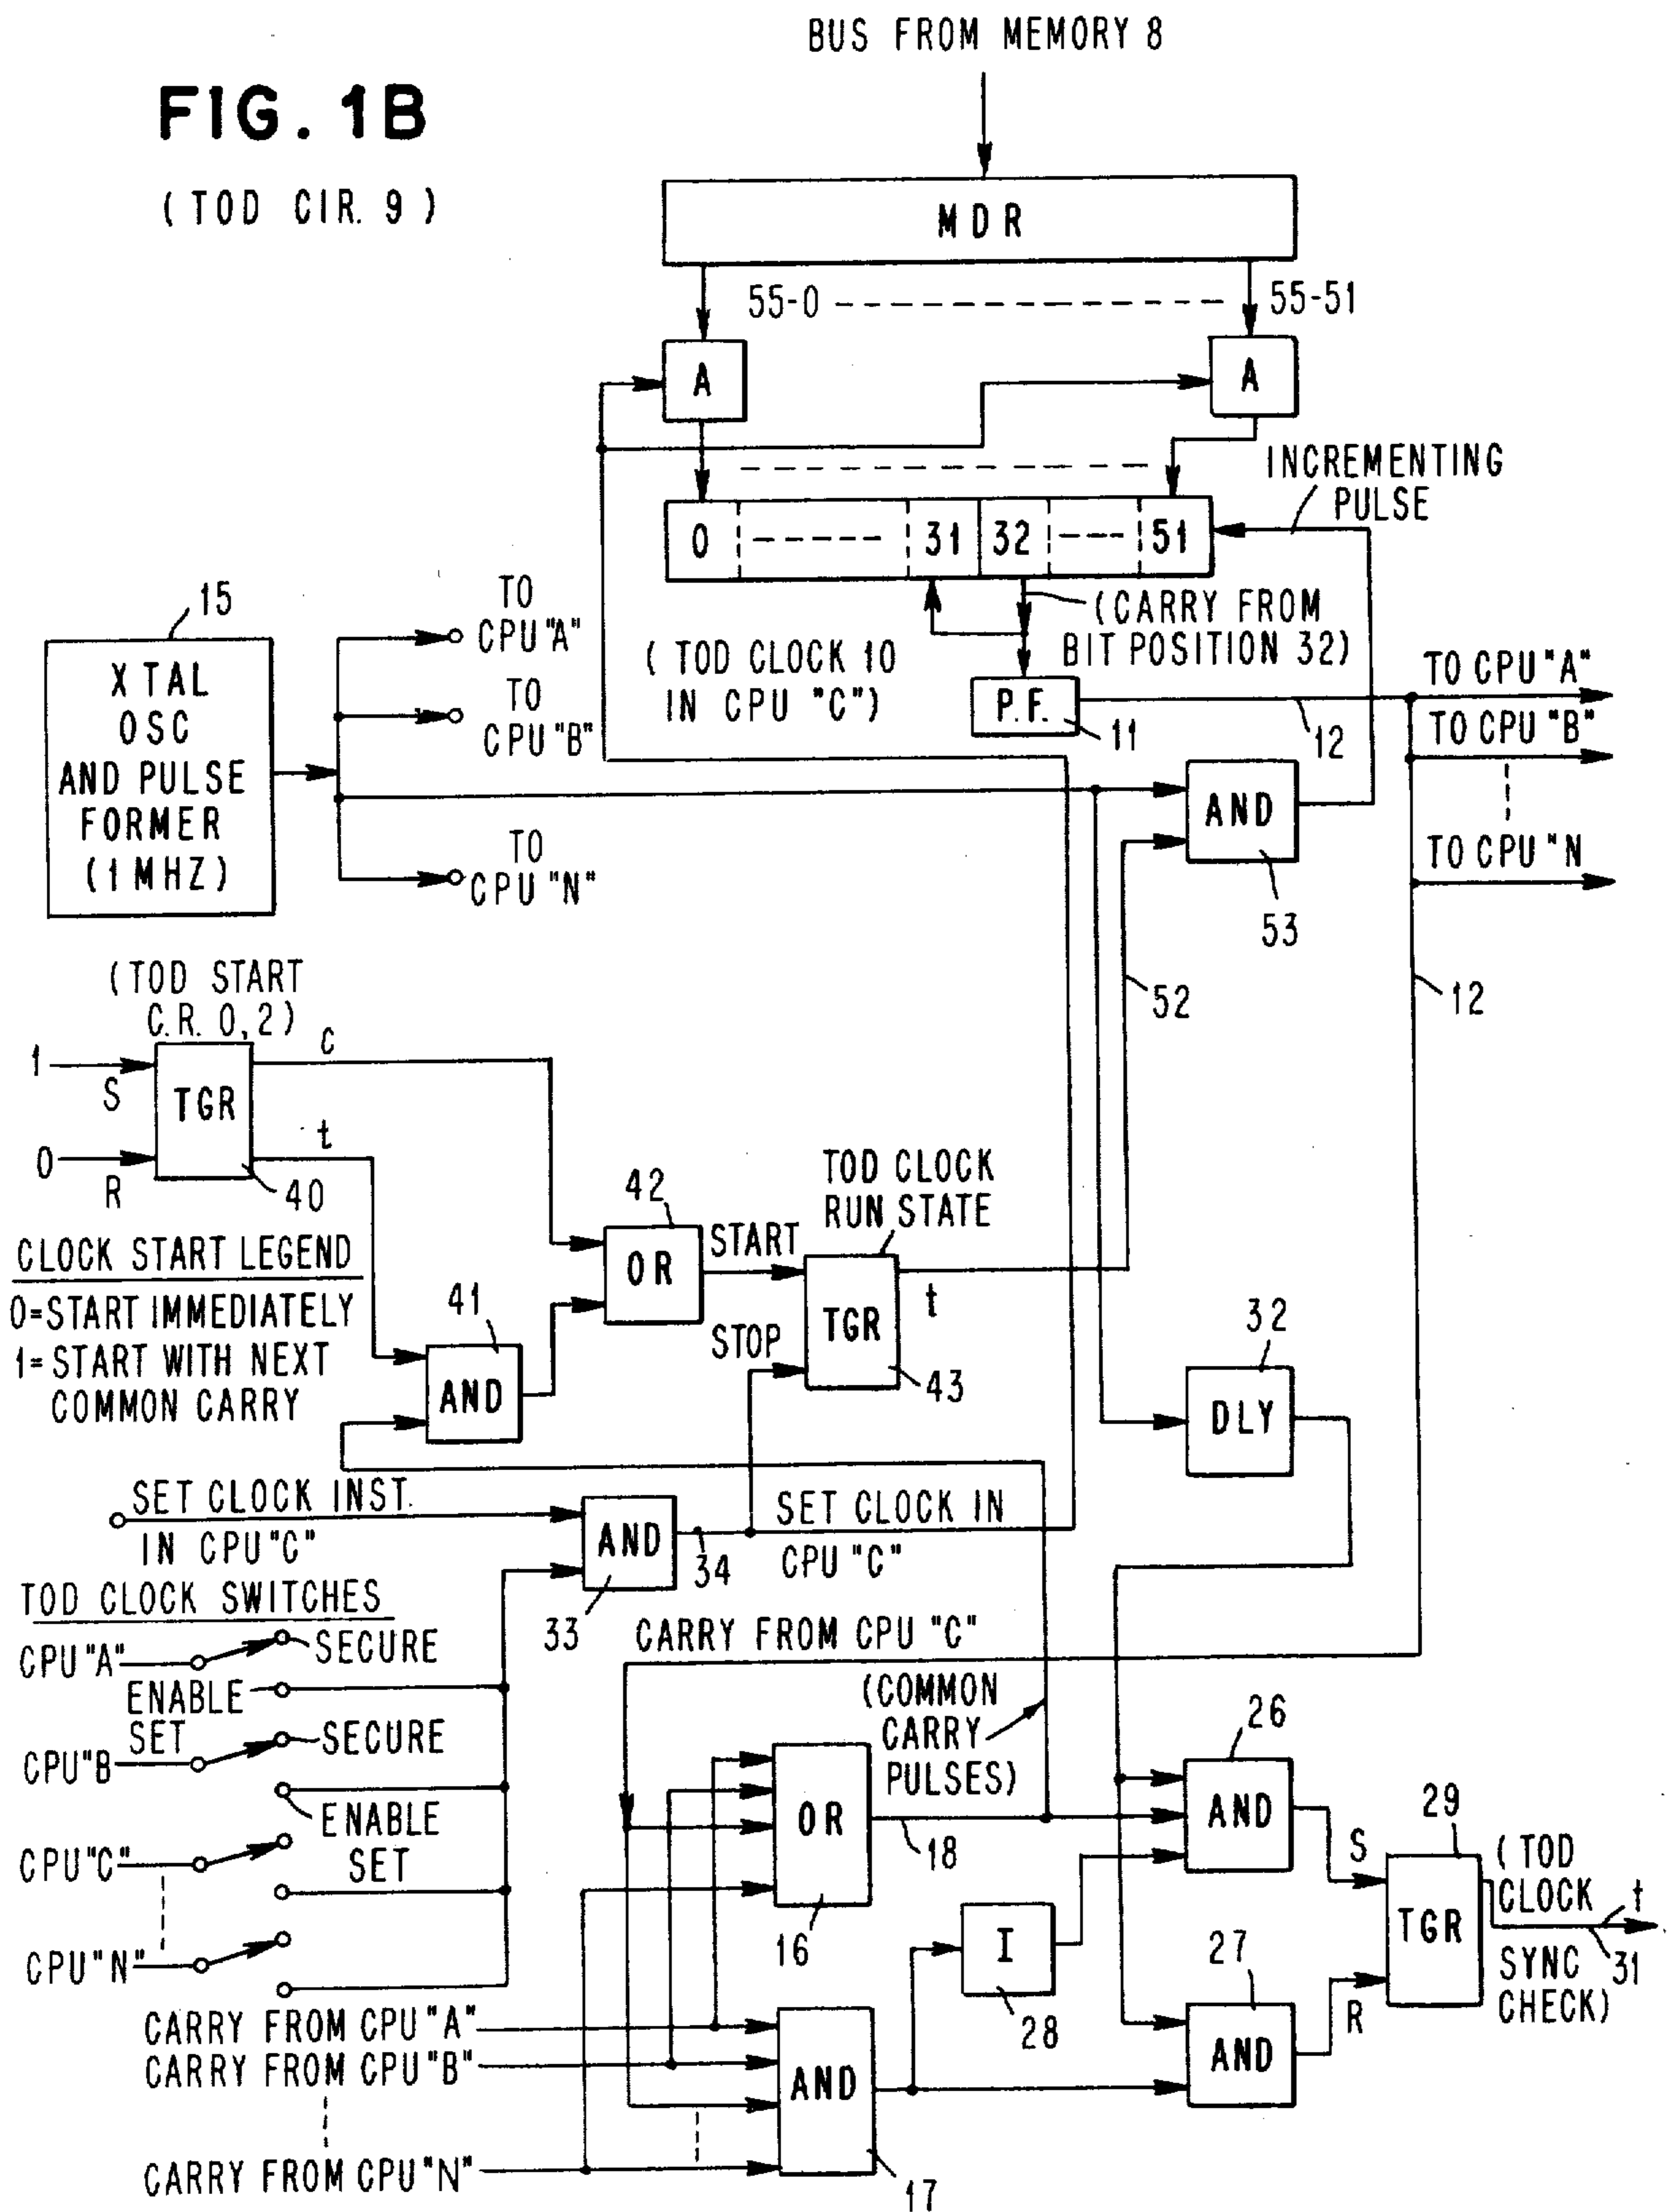 BUS FROM MEMORY 8
FIG. 1B
(TOD CIR. 9)
MDR
55-0
55-51
A
A
INCREMENTING
PULSE
0
31
32
51
(CARRY FROM
BIT POSITION 32)
(TOD CLOCK 10
IN CPU "C")
P.F.
11
12
15
XTAL
OSC
AND PULSE
FORMER
(1 MHZ)
TO
CPU "A"
TO
CPU "B"
TO
CPU "N"
TO CPU "A"
TO CPU "B"
TO CPU "N
AND
53
52
12
(TOD START
C.R. 0,2)
1
S
0
R
TGR
40
c
t
CLOCK START LEGEND
0=START IMMEDIATELY
1=START WITH NEXT
COMMON CARRY
41
AND
42
OR
START
STOP
TOD CLOCK
RUN STATE
TGR
43
t
32
DLY
SET CLOCK INST.
IN CPU "C"
AND
33
34
SET CLOCK IN
CPU "C"
TOD CLOCK SWITCHES
CPU "A"
SECURE
ENABLE
SET
CPU "B
SECURE
ENABLE
SET
CPU "C"
CPU "N"
CARRY FROM CPU "C"
(COMMON
CARRY
PULSES)
OR
16
18
26
AND
I
28
27
AND
S
R
29
TGR
(TOD
CLOCK
t
31
SYNC
CHECK)
CARRY FROM CPU "A"
CARRY FROM CPU "B"
CARRY FROM CPU "N"
AND
17